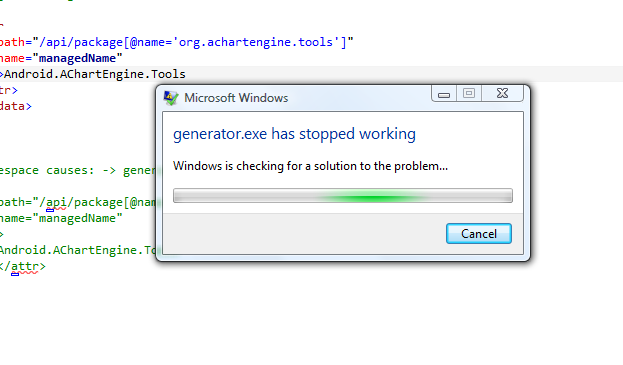 path="/api/package[@name='org.achartengine.tools']"
name="managedName"
>Android.AChartEngine.Tools
tr>
data>
Microsoft Windows
generator.exe has stopped working
Windows is checking for a solution to the problem...
Cancel
espace causes: -> gene
path="/api/package[@nam
name="managedName"
>
Android.AChartEngine.To
</attr>